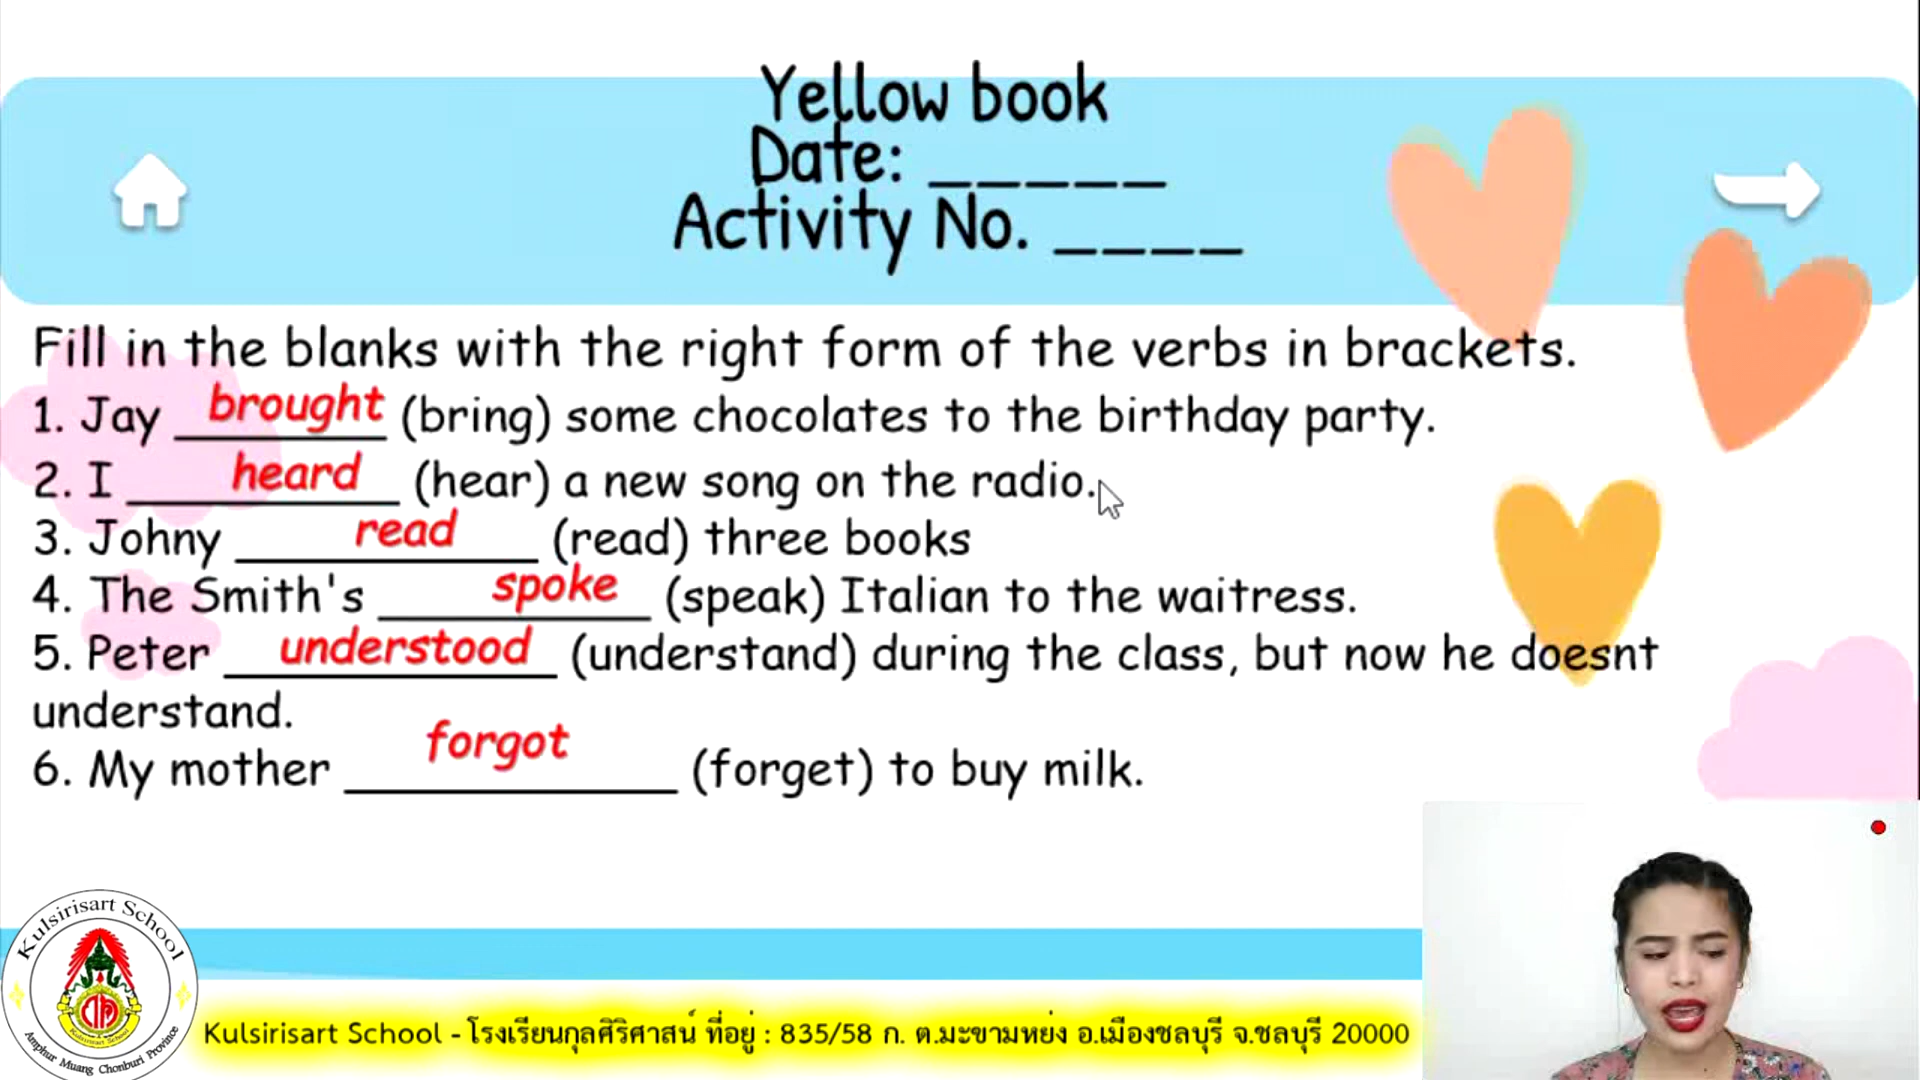 Yellow book
Date: _____
Activity No. ____
Fill in the blanks with the right form of the verbs in brackets.
1. Jay brought (bring) some chocolates to the birthday party.
2. I heard (hear) a new song on the radio.
3. Johny read (read) three books
4. The Smith's spoke (speak) Italian to the waitress.
5. Peter understood (understand) during the class, but now he doesnt
understand.
6. My mother forgot (forget) to buy milk.
Kulsirisart School
Amphur Muang Chonburi Province
Kulsirisart School - โรงเรียนกุลศิริศาสน์ ที่อยู่ : 835/58 ก. ต.มะขามหย่ง อ.เมืองชลบุรี จ.ชลบุรี 20000